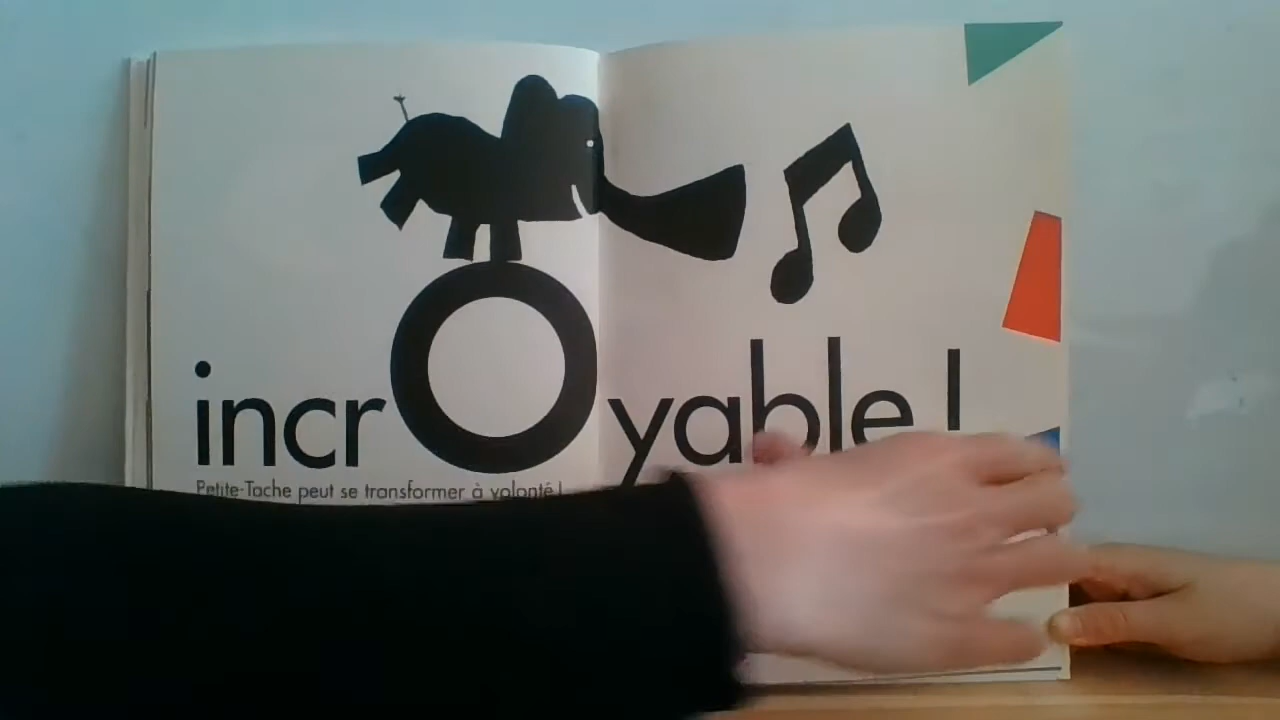 incrOyable !
Petite-Tache peut se transformer à volonté !